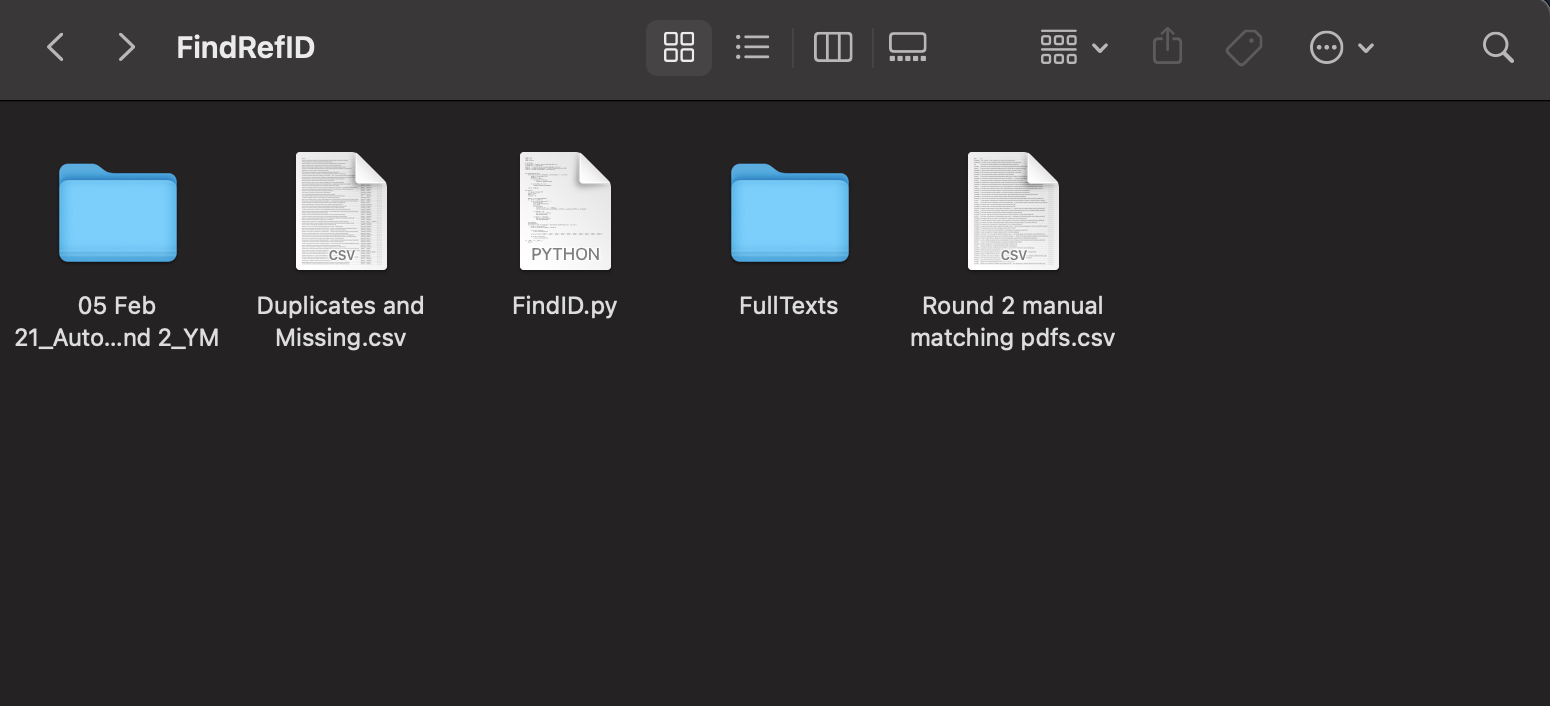 FindRefID
CSV
PYTHON
CSV
05 Feb
21_Auto...nd 2_YM
Duplicates and
Missing.csv
FindID.py
FullTexts
Round 2 manual
matching pdfs.csv